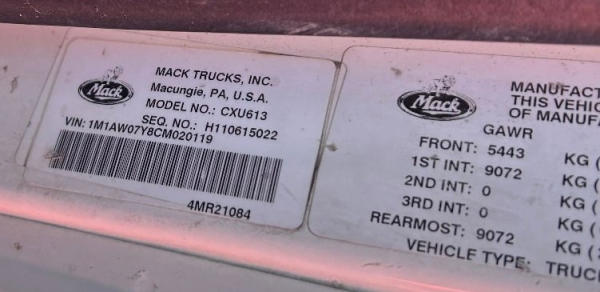 Mack
MACK TRUCKS, INC.
Macungie, PA, U.S.A.
MODEL NO.: CXU613
SEQ. NO.: H110615022
VIN: 1M1AW07Y8CM020119
4MR21084
Mack
MANUFACT
THIS VEHIC
OF MANUFA
GAWR
FRONT: 5443 KG (
1ST INT: 9072 KG (
2ND INT: 0 KG (
3RD INT: 0 KG (
REARMOST: 9072 KG (
VEHICLE TYPE: TRUC